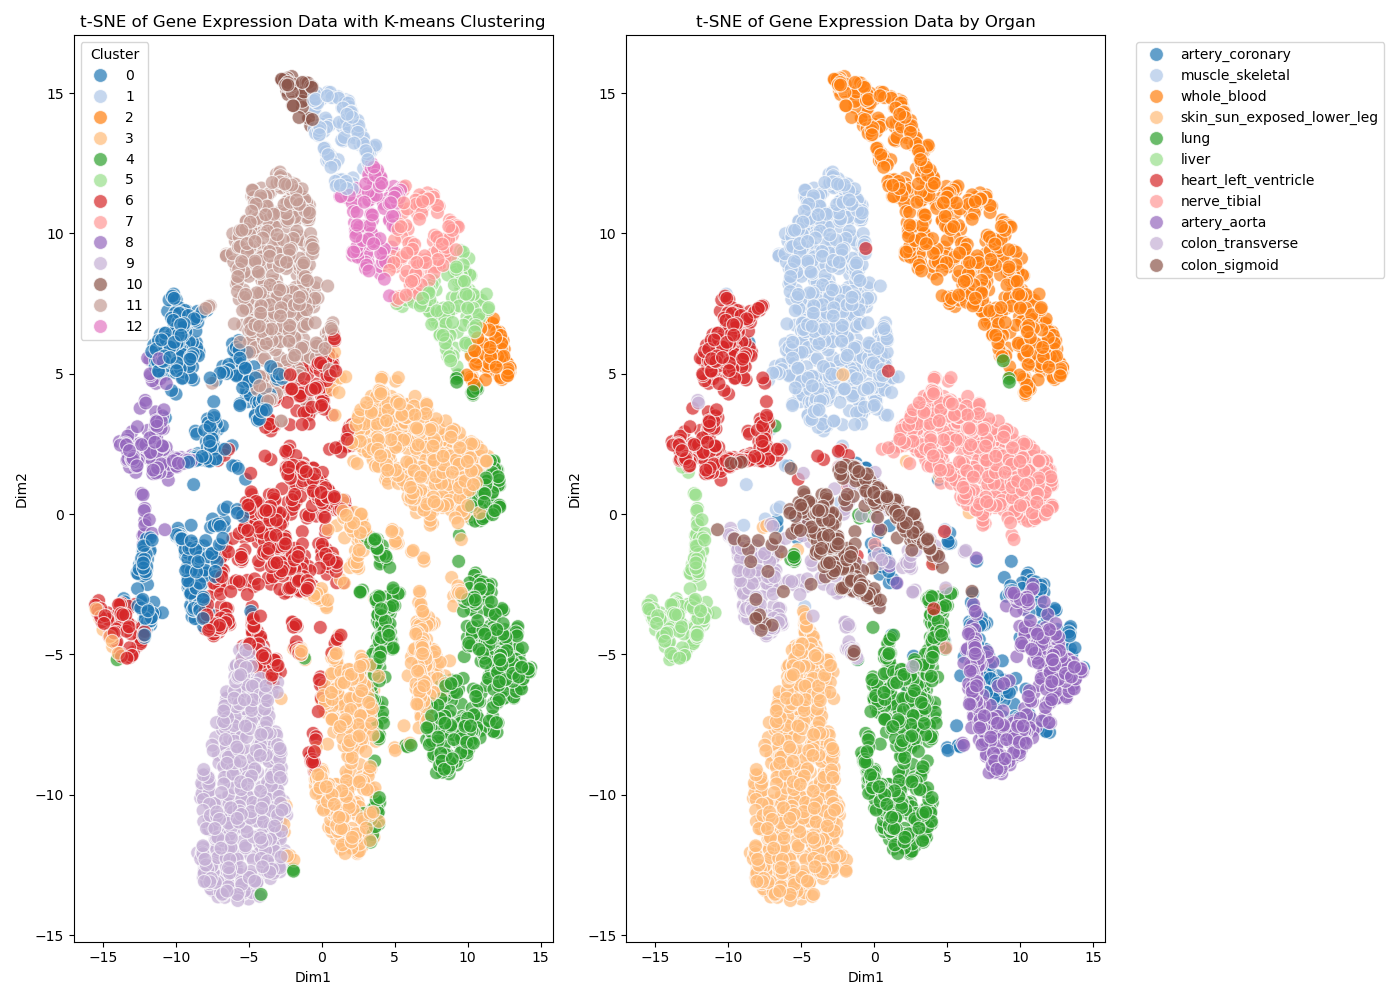 t-SNE of Gene Expression Data with K-means Clustering
Cluster
0
1
2
3
4
5
6
7
8
9
10
11
12
15
10
5
0
−5
−10
−15
Dim2
−15
−10
−5
0
5
10
15
Dim1
t-SNE of Gene Expression Data by Organ
15
10
5
0
−5
−10
−15
Dim2
−15
−10
−5
0
5
10
15
Dim1
artery_coronary
muscle_skeletal
whole_blood
skin_sun_exposed_lower_leg
lung
liver
heart_left_ventricle
nerve_tibial
artery_aorta
colon_transverse
colon_sigmoid